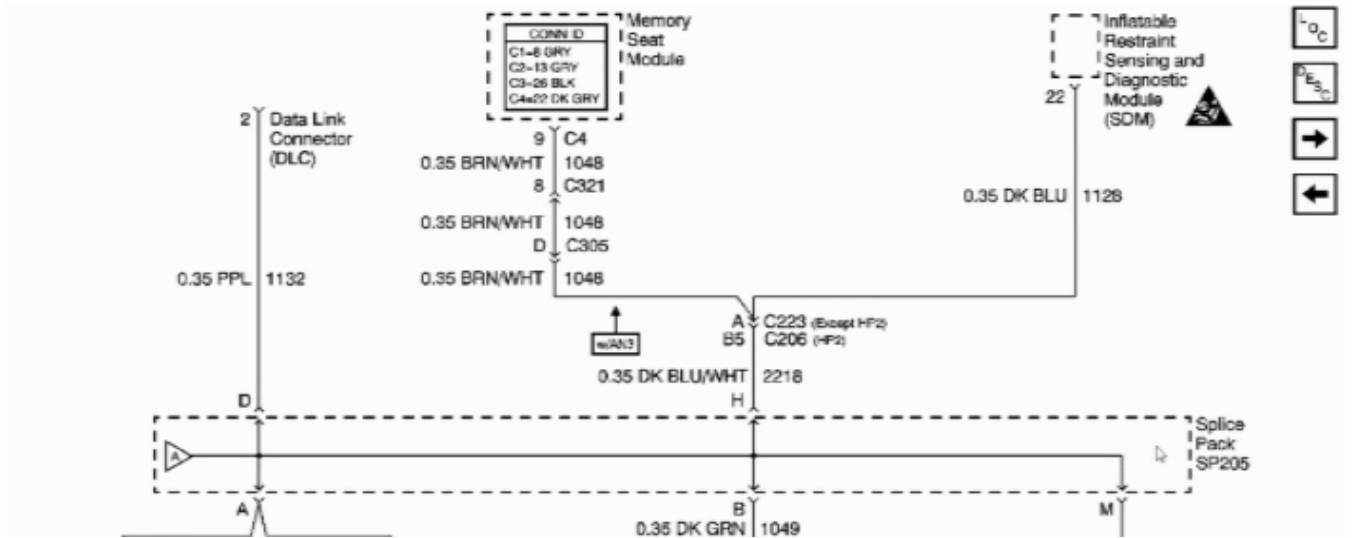 Memory
Seat
Module
CONN ID
C1=6 GRY
C2=13 GRY
C3=26 BLK
C4=22 DK GRY
Inflatable
Restraint
Sensing and
Diagnostic
Module
(SDM)
22
L O C
D E S C
2 Data Link
Connector
(DLC)
9 C4
0.35 BRN/WHT 1048
8 C321
0.35 BRN/WHT 1048
D C305
0.35 BRN/WHT 1048
0.35 DK BLU 1128
0.35 PPL 1132
A C223 (Except HP2)
B5 C206 (HP2)
w/AN3
0.35 DK BLU/WHT 2218
D
H
Splice
Pack
SP205
A
A
B
M
0.35 DK GRN 1049